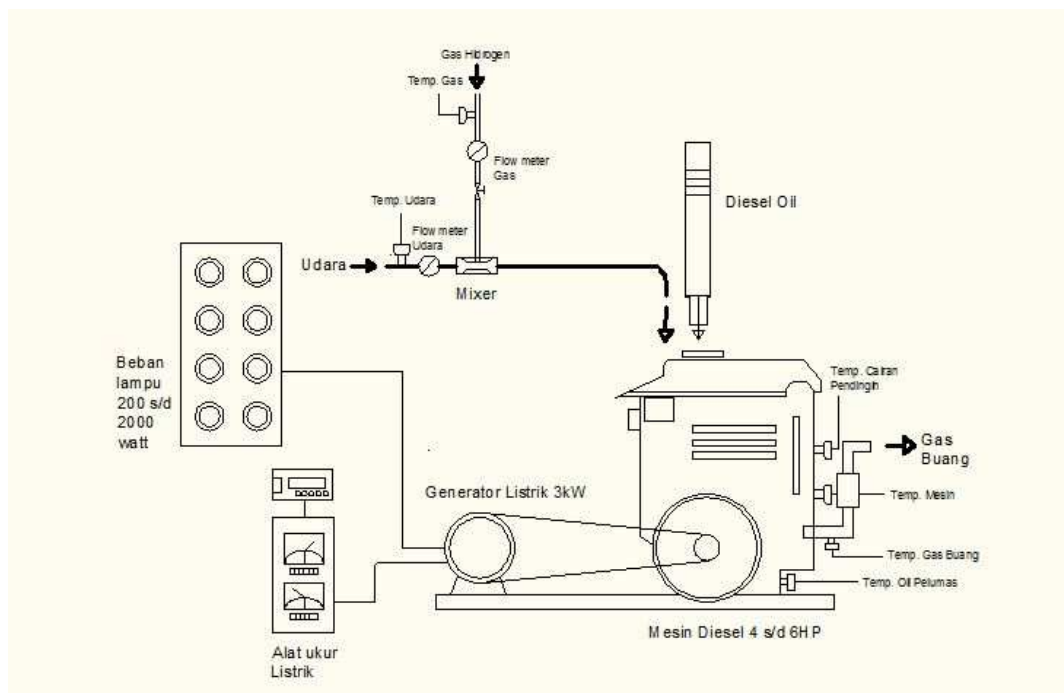 Gas Hidrogen
Temp. Gas
Flow meter
Gas
Temp. Udara
Flow meter
Udara
Udara
Mixer
Diesel Oil
Beban
lampu
200 s/d
2000
watt
Temp. Cairan
Pendingin
Gas
Buang
Generator Listrik 3kW
Temp. Mesin
Temp. Gas Buang
Temp. Oil Pelumas
Mesin Diesel 4 s/d 6HP
Alat ukur
Listrik